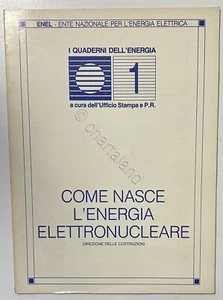 ENEL - ENTE NAZIONALE PER L'ENERGIA ELETTRICA
I QUADERNI DELL'ENERGIA
1
a cura dell'Ufficio Stampa e P.R.
© chartaland
COME NASCE
L'ENERGIA
ELETTRONUCLEARE
DIREZIONE DELLE COSTRUZIONI